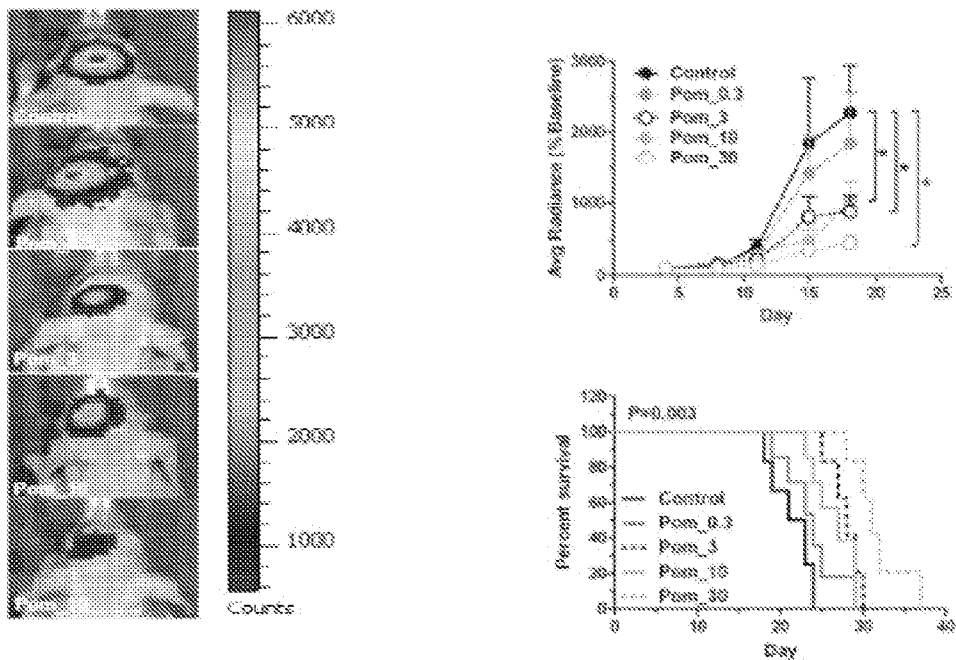 6000
5000
4000
3000
2000
1000
Counts
Avg Radiance (% Baseline)
3000
2000
1000
0
Control
Pom_0.3
Pom_3
Pom_10
Pom_30
*
*
*
0
5
10
15
20
25
Day
Percent survival
120
100
80
60
40
20
0
P=0.003
Control
Pom_0.3
Pom_3
Pom_10
Pom_30
0
10
20
30
40
Day